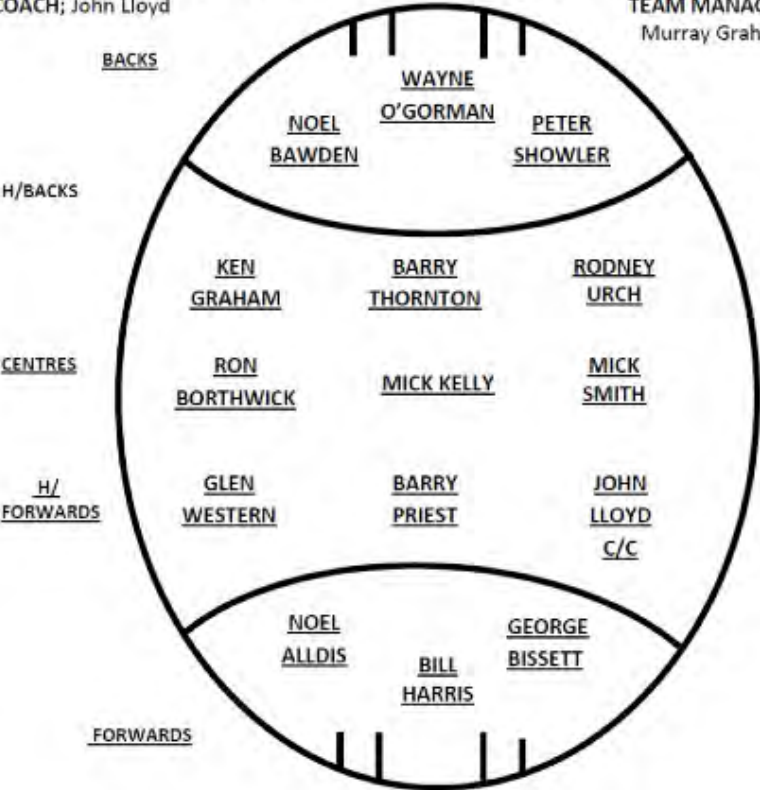 COACH; John Lloyd
TEAM MANAG
Murray Grah
BACKS
WAYNE
O'GORMAN
NOEL
BAWDEN
PETER
SHOWLER
H/BACKS
KEN
GRAHAM
BARRY
THORNTON
RODNEY
URCH
CENTRES
RON
BORTHWICK
MICK KELLY
MICK
SMITH
H/
FORWARDS
GLEN
WESTERN
BARRY
PRIEST
JOHN
LLOYD
C/C
NOEL
ALLDIS
BILL
HARRIS
GEORGE
BISSETT
FORWARDS